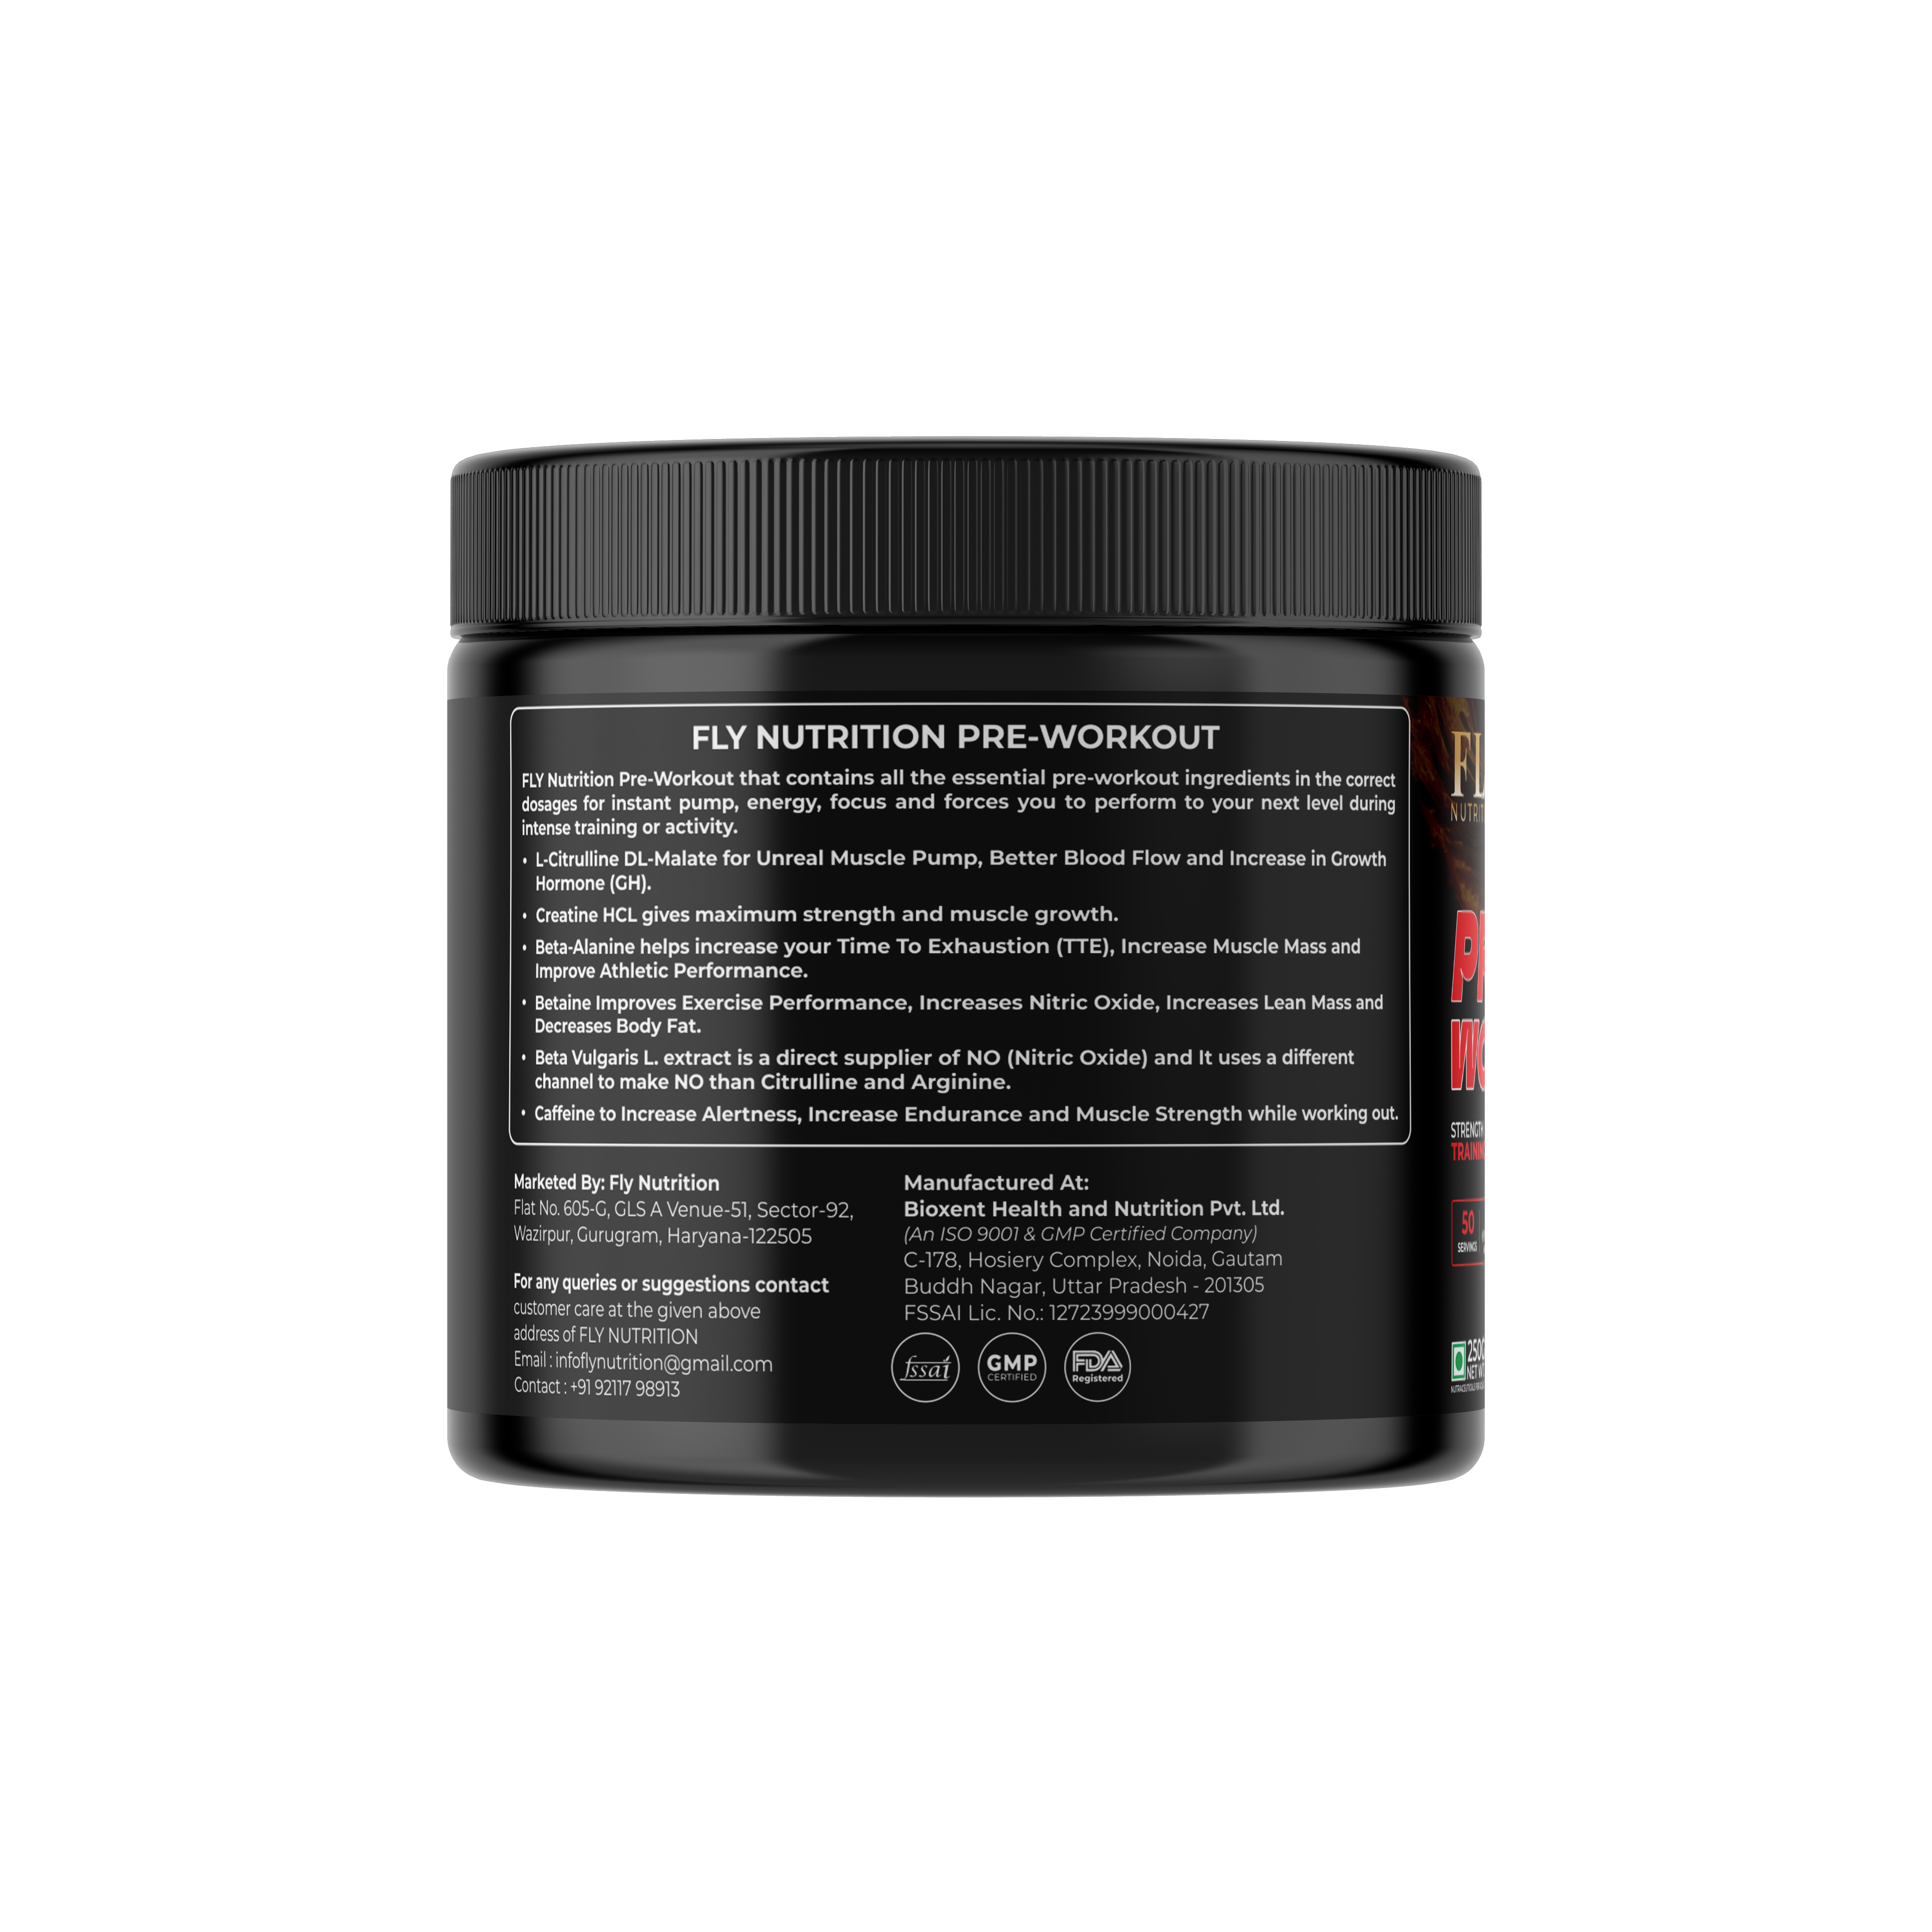 FLY NUTRITION PRE-WORKOUT
FLY Nutrition Pre-Workout that contains all the essential pre-workout ingredients in the correct
dosages for instant pump, energy, focus and forces you to perform to your next level during
intense training or activity.
• L-Citrulline DL-Malate for Unreal Muscle Pump, Better Blood Flow and Increase in Growth
Hormone (GH).
• Creatine HCL gives maximum strength and muscle growth.
• Beta-Alanine helps increase your Time To Exhaustion (TTE), Increase Muscle Mass and
Improve Athletic Performance.
• Betaine Improves Exercise Performance, Increases Nitric Oxide, Increases Lean Mass and
Decreases Body Fat.
• Beta Vulgaris L. extract is a direct supplier of NO (Nitric Oxide) and It uses a different
channel to make NO than Citrulline and Arginine.
• Caffeine to Increase Alertness, Increase Endurance and Muscle Strength while working out.
Marketed By: Fly Nutrition
Flat No. 605-G, GLS A Venue-51, Sector-92,
Wazirpur, Gurugram, Haryana-122505
For any queries or suggestions contact
customer care at the given above
address of FLY NUTRITION
Email : infoflynutrition@gmail.com
Contact : +91 92117 98913
Manufactured At:
Bioxent Health and Nutrition Pvt. Ltd.
(An ISO 9001 & GMP Certified Company)
C-178, Hosiery Complex, Noida, Gautam
Buddh Nagar, Uttar Pradesh - 201305
FSSAI Lic. No.: 12723999000427
fssai
GMP
CERTIFIED
FDA
Registered
STRENGTH
50
SERVINGS